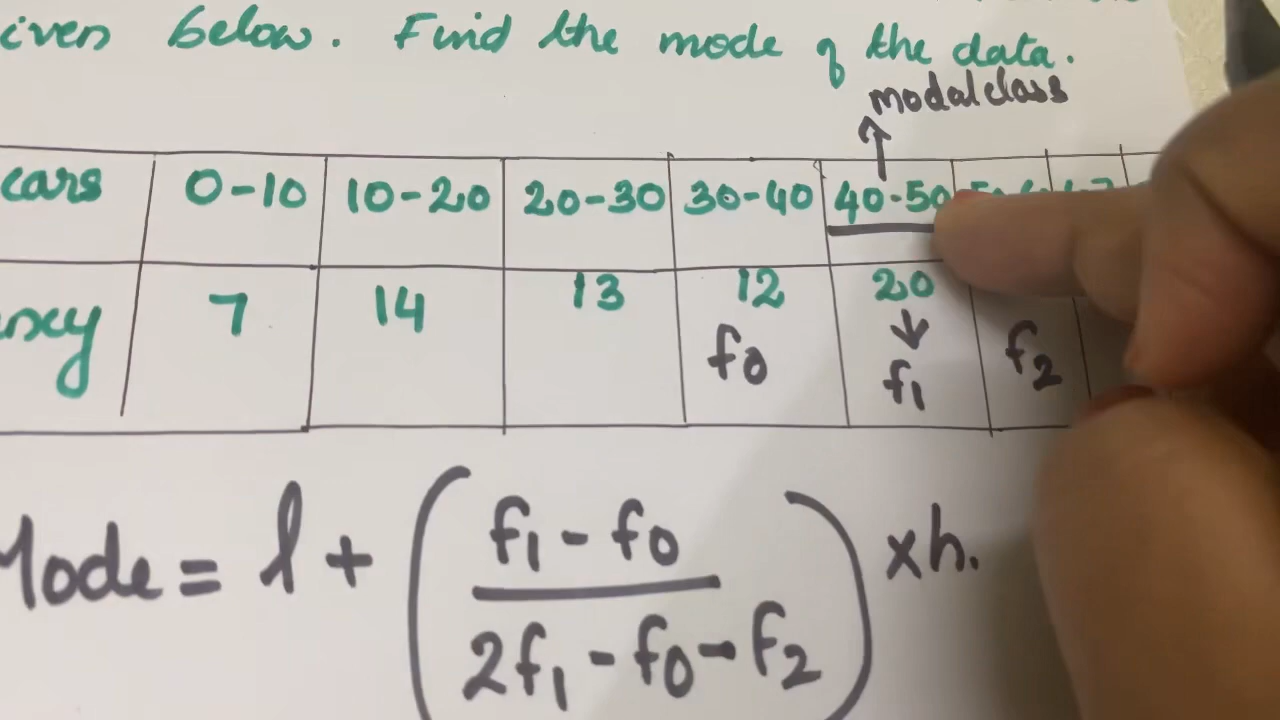 iven below. Find the mode of the data.
modal class
cars 0-10 10-20 20-30 30-40 40-50
7 14 13 12 20
f0 f1 f2
Mode = l + ( f1 - f0 / 2f1 - f0 - f2 ) x h.